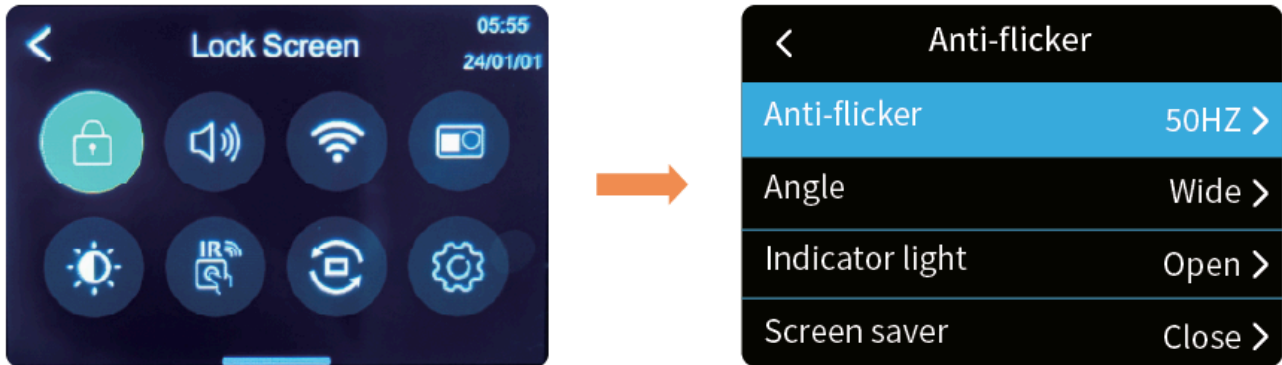 Lock Screen
05:55
24/01/01
IR
Anti-flicker
Anti-flicker 50HZ
Angle Wide
Indicator light Open
Screen saver Close